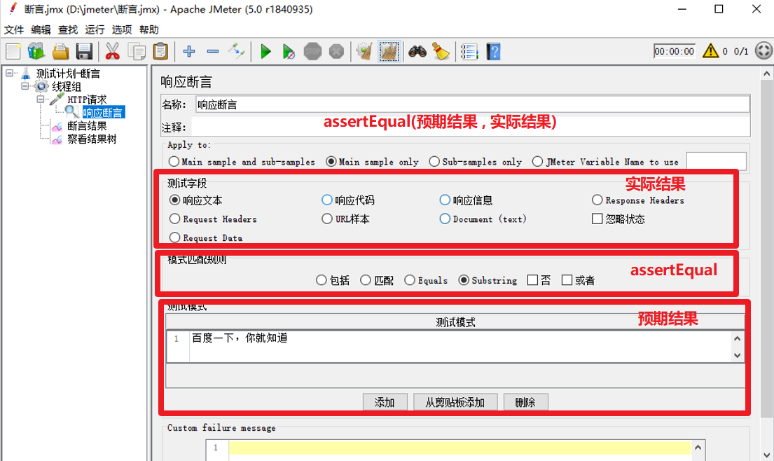 断言.jmx (D:\jmeter\断言.jmx) - Apache JMeter (5.0 r1840935)
文件 编辑 查找 运行 选项 帮助
00:00:00 0 0/1
测试计划-断言
线程组
HTTP请求
响应断言
断言结果
察看结果树
响应断言
名称: 响应断言
注释:
assertEqual(预期结果 , 实际结果)
Apply to:
Main sample and sub-samples Main sample only Sub-samples only JMeter Variable Name to use
测试字段
实际结果
响应文本 响应代码 响应信息 Response Headers
Request Headers URL样本 Document (text) 忽略状态
Request Data
模式匹配规则
assertEqual
包括 匹配 Equals Substring 否 或者
测试模式
预期结果
测试模式
1 百度一下，你就知道
添加 从剪贴板添加 删除
Custom failure message
1